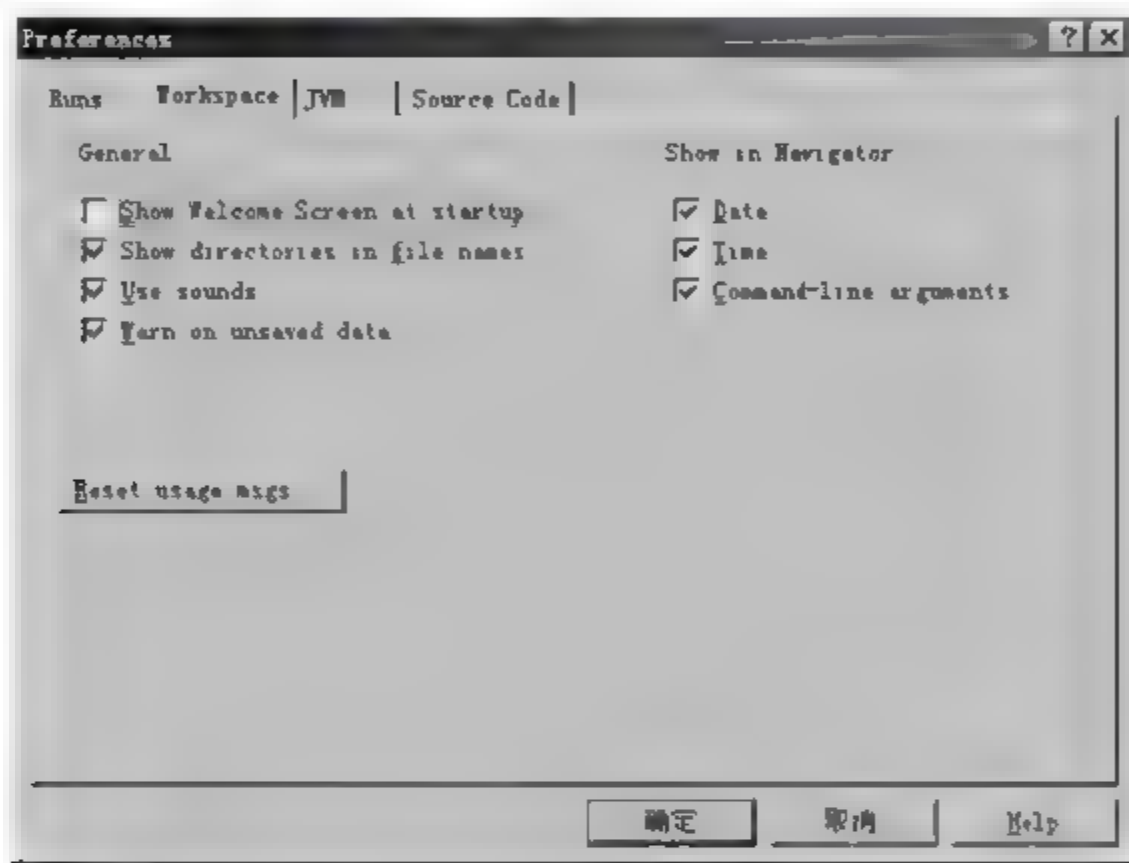 Preferences
Runs Workspace JVM Source Code
General
Show Welcome Screen at startup
Show directories in file names
Use sounds
Warn on unsaved data
Reset usage msgs
Show in Navigator
Date
Time
Command-line arguments
确定 取消 Help